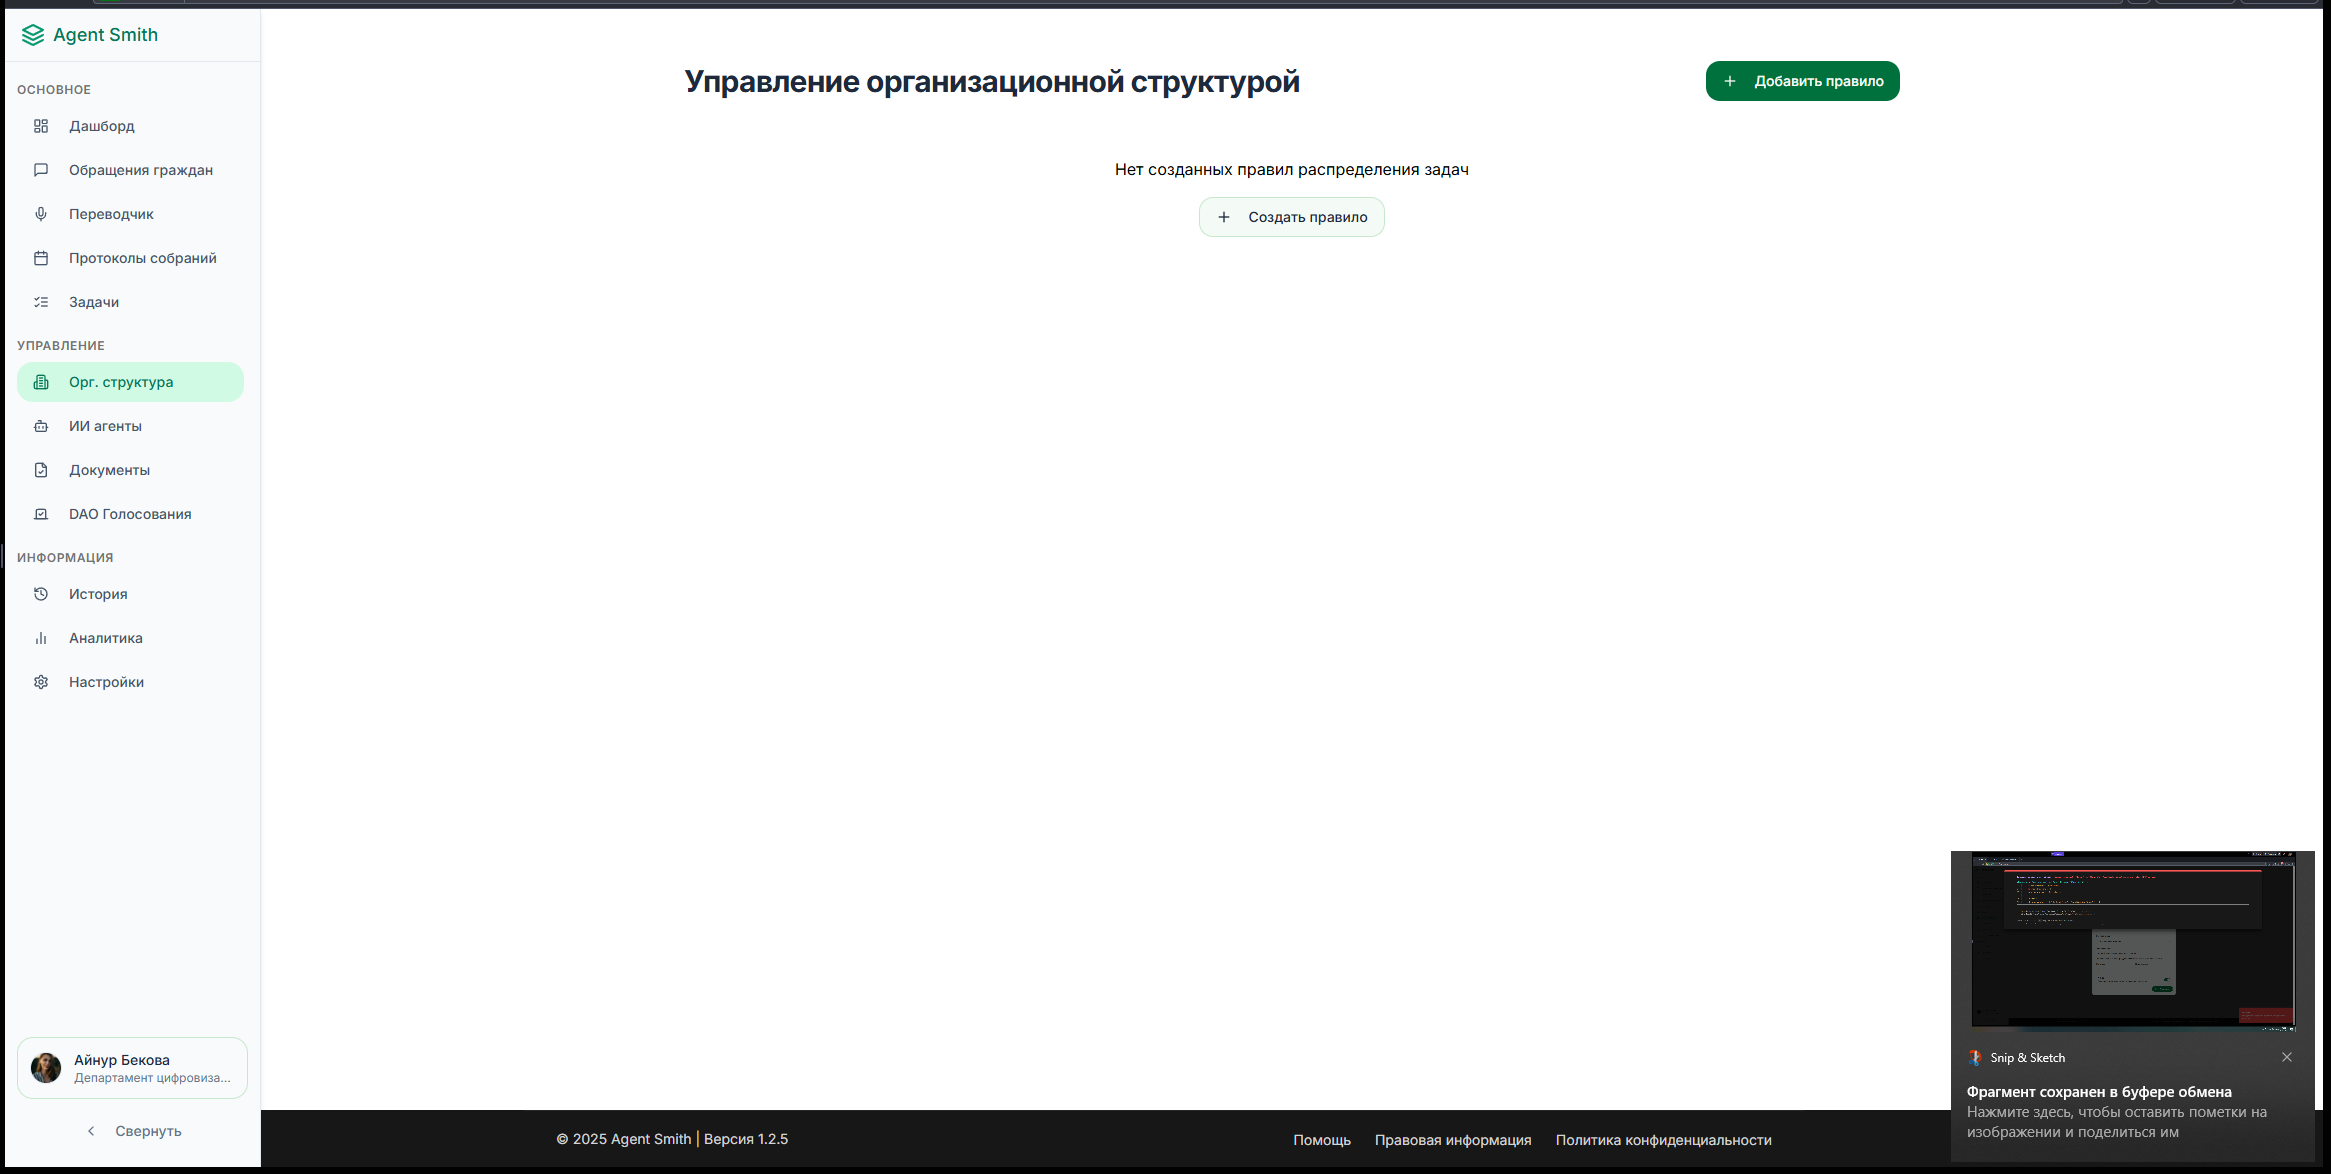 Agent Smith
ОСНОВНОЕ
Дашборд
Обращения граждан
Переводчик
Протоколы собраний
Задачи
УПРАВЛЕНИЕ
Орг. структура
ИИ агенты
Документы
DAO Голосования
ИНФОРМАЦИЯ
История
Аналитика
Настройки
Айнур Бекова
Департамент цифровиза...
Свернуть
Управление организационной структурой
Добавить правило
Нет созданных правил распределения задач
Создать правило
© 2025 Agent Smith | Версия 1.2.5
Помощь
Правовая информация
Политика конфиденциальности
Snip & Sketch
Фрагмент сохранен в буфере обмена
Нажмите здесь, чтобы оставить пометки на
изображении и поделиться им